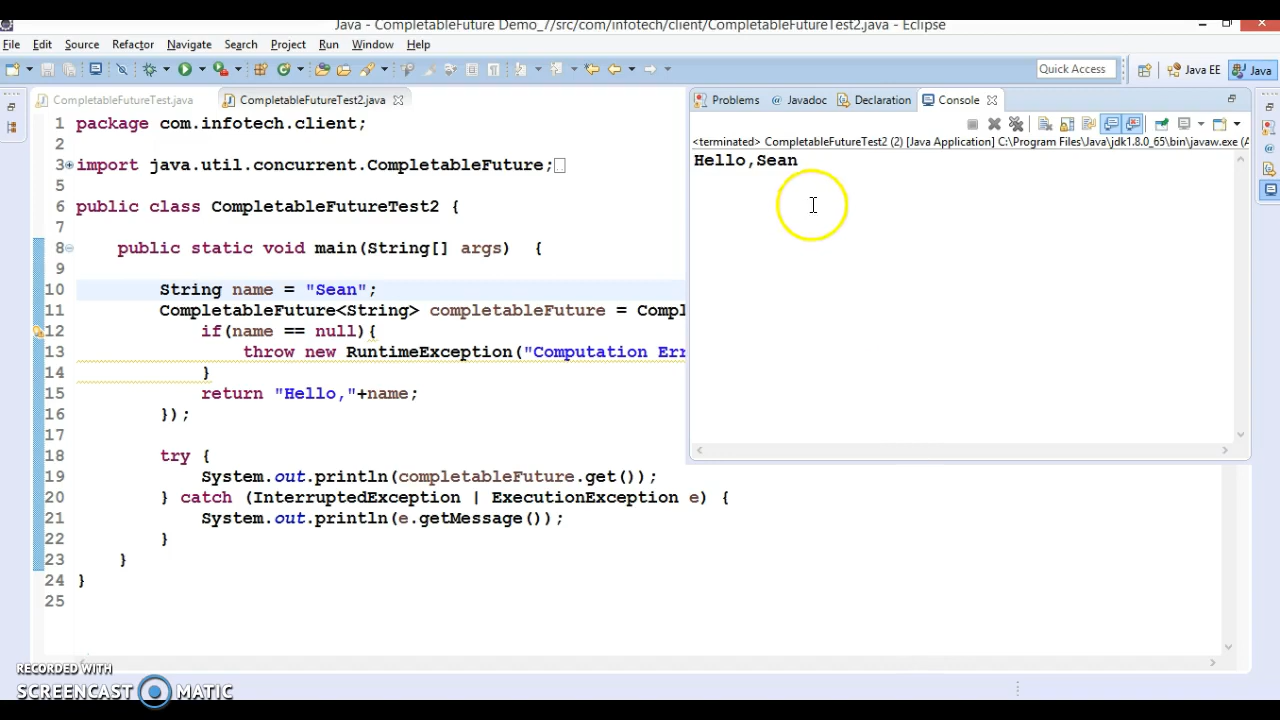 Java - CompletableFuture Demo_7//src/com/infotech/client/CompletableFutureTest2.java - Eclipse
File Edit Source Refactor Navigate Search Project Run Window Help
Quick Access Java EE Java
CompletableFutureTest.java CompletableFutureTest2.java
Problems Javadoc Declaration Console
<terminated> CompletableFutureTest2 (2) [Java Application] C:\Program Files\Java\jdk1.8.0_65\bin\javaw.exe (A
Hello,Sean
1 package com.infotech.client;
2
3 import java.util.concurrent.CompletableFuture;
5
6 public class CompletableFutureTest2 {
7
8 public static void main(String[] args) {
9
10 String name = "Sean";
11 CompletableFuture<String> completableFuture = Compl
12 if(name == null){
13 throw new RuntimeException("Computation Err
14 }
15 return "Hello,"+name;
16 });
17
18 try {
19 System.out.println(completableFuture.get());
20 } catch (InterruptedException | ExecutionException e) {
21 System.out.println(e.getMessage());
22 }
23 }
24 }
25
RECORDED WITH
SCREENCAST MATIC